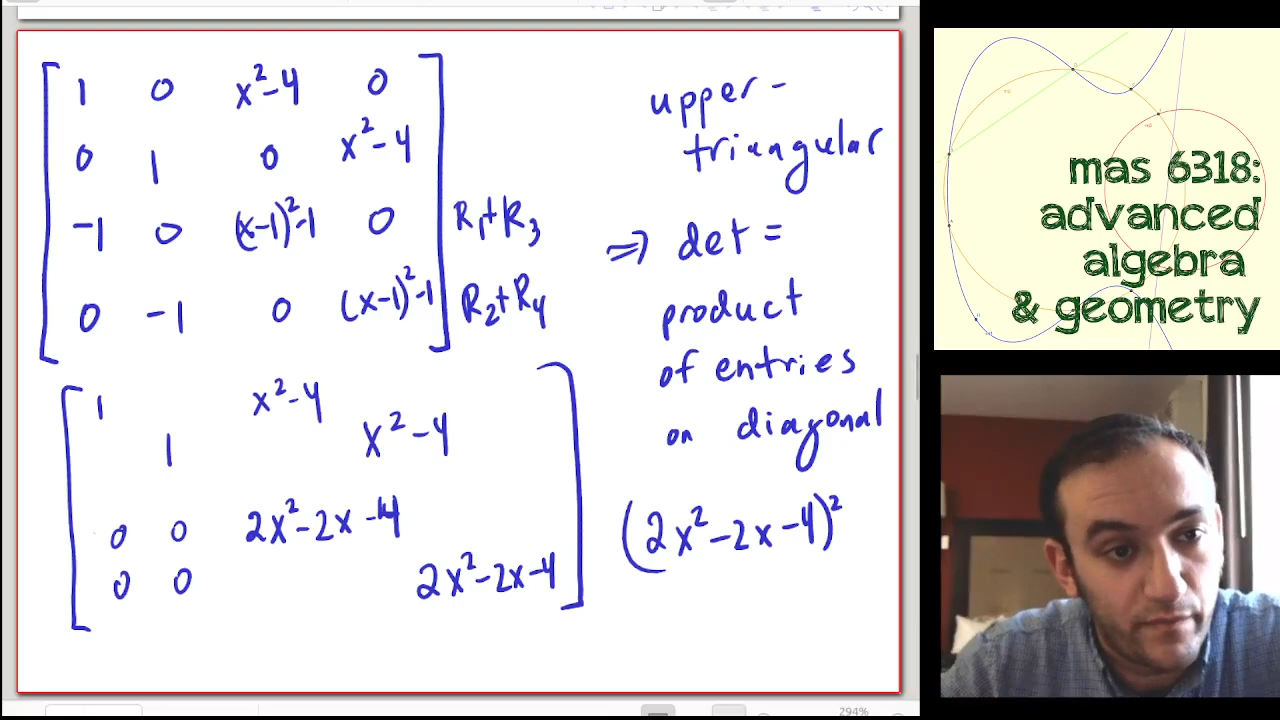 1 0 x²-4 0
0 1 0 x²-4
-1 0 (x-1)²-1 0 R₁+R₃
0 -1 0 (x-1)²-1 R₂+R₄
1 x²-4
1 x²-4
0 0 2x²-2x-4
0 0 2x²-2x-4
upper-
triangular
⇒ det =
product
of entries
on diagonal
(2x²-2x-4)²
294%
mas 6318:
advanced
algebra
& geometry